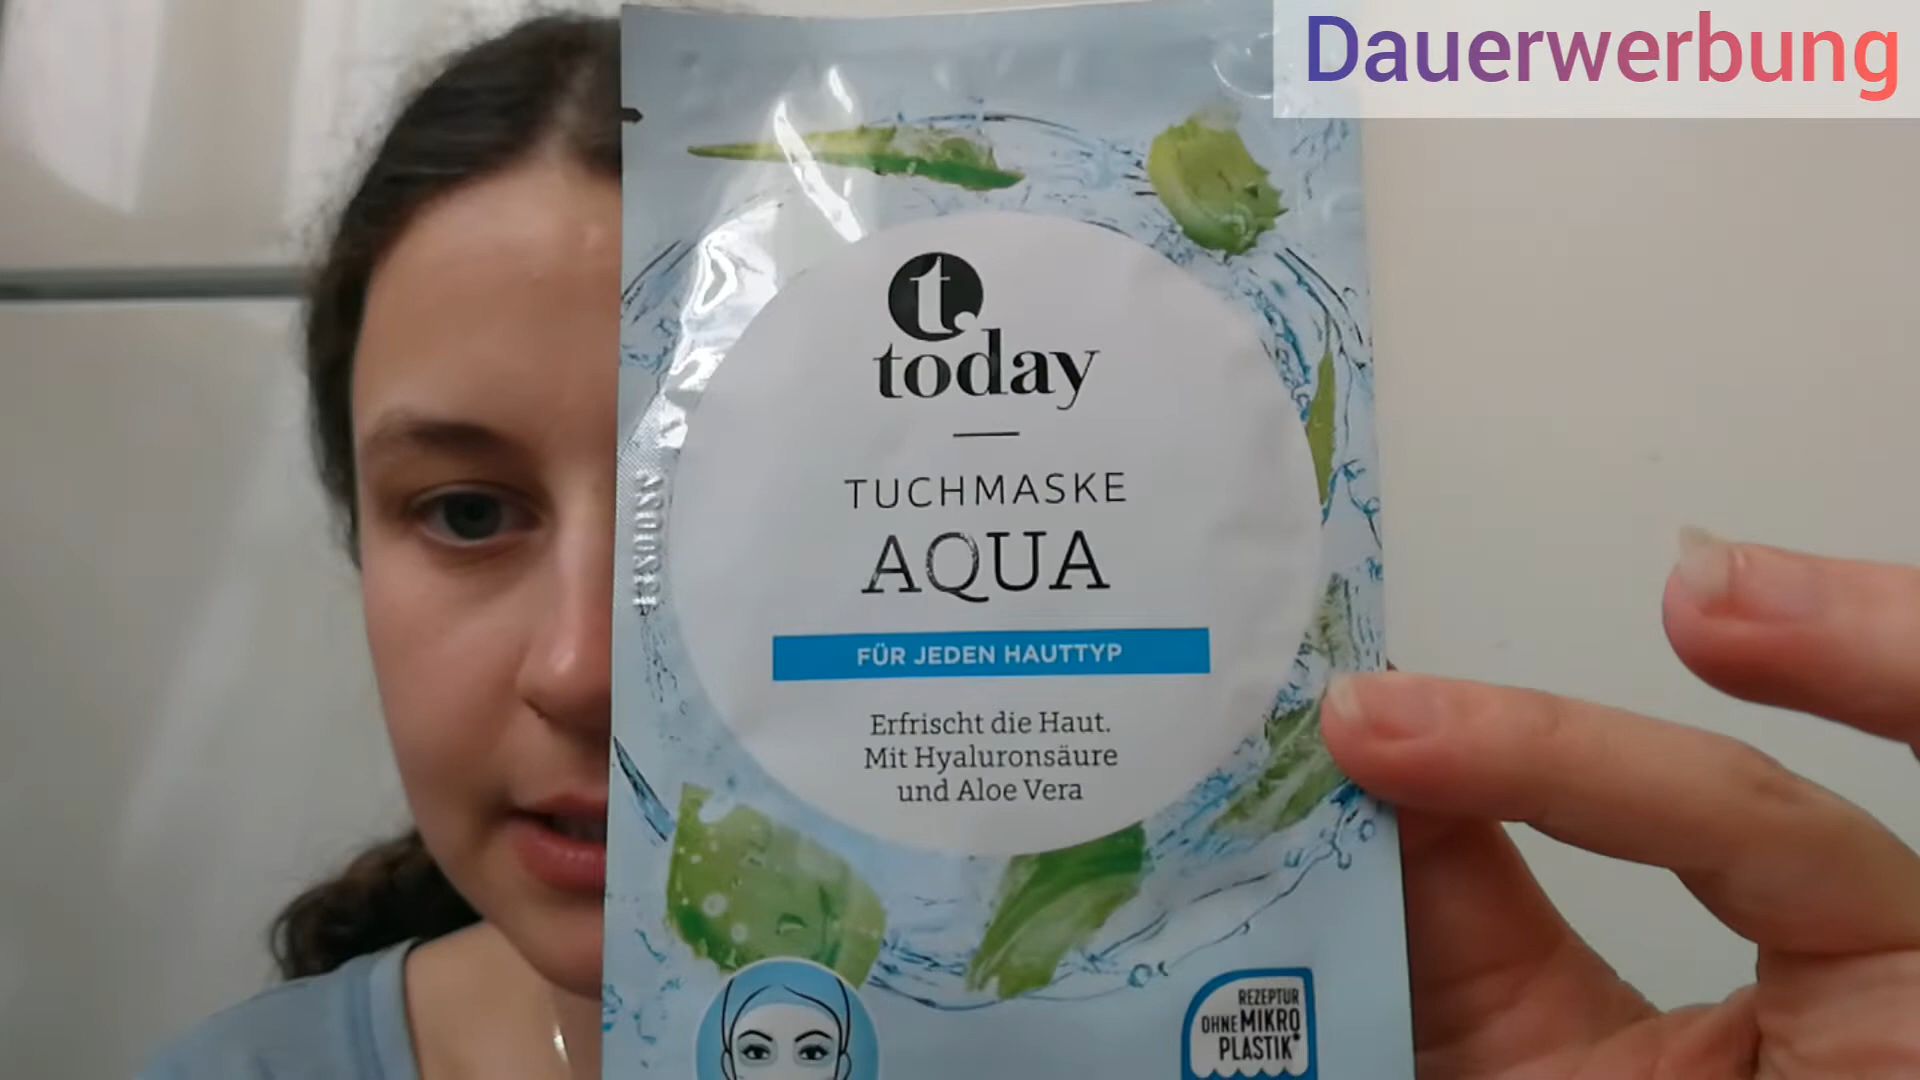 Dauerwerbung
t.
today
TUCHMASKE
AQUA
FÜR JEDEN HAUTTYP
Erfrischt die Haut.
Mit Hyaluronsäure
und Aloe Vera
REZEPTUR
OHNE MIKRO
PLASTIK*